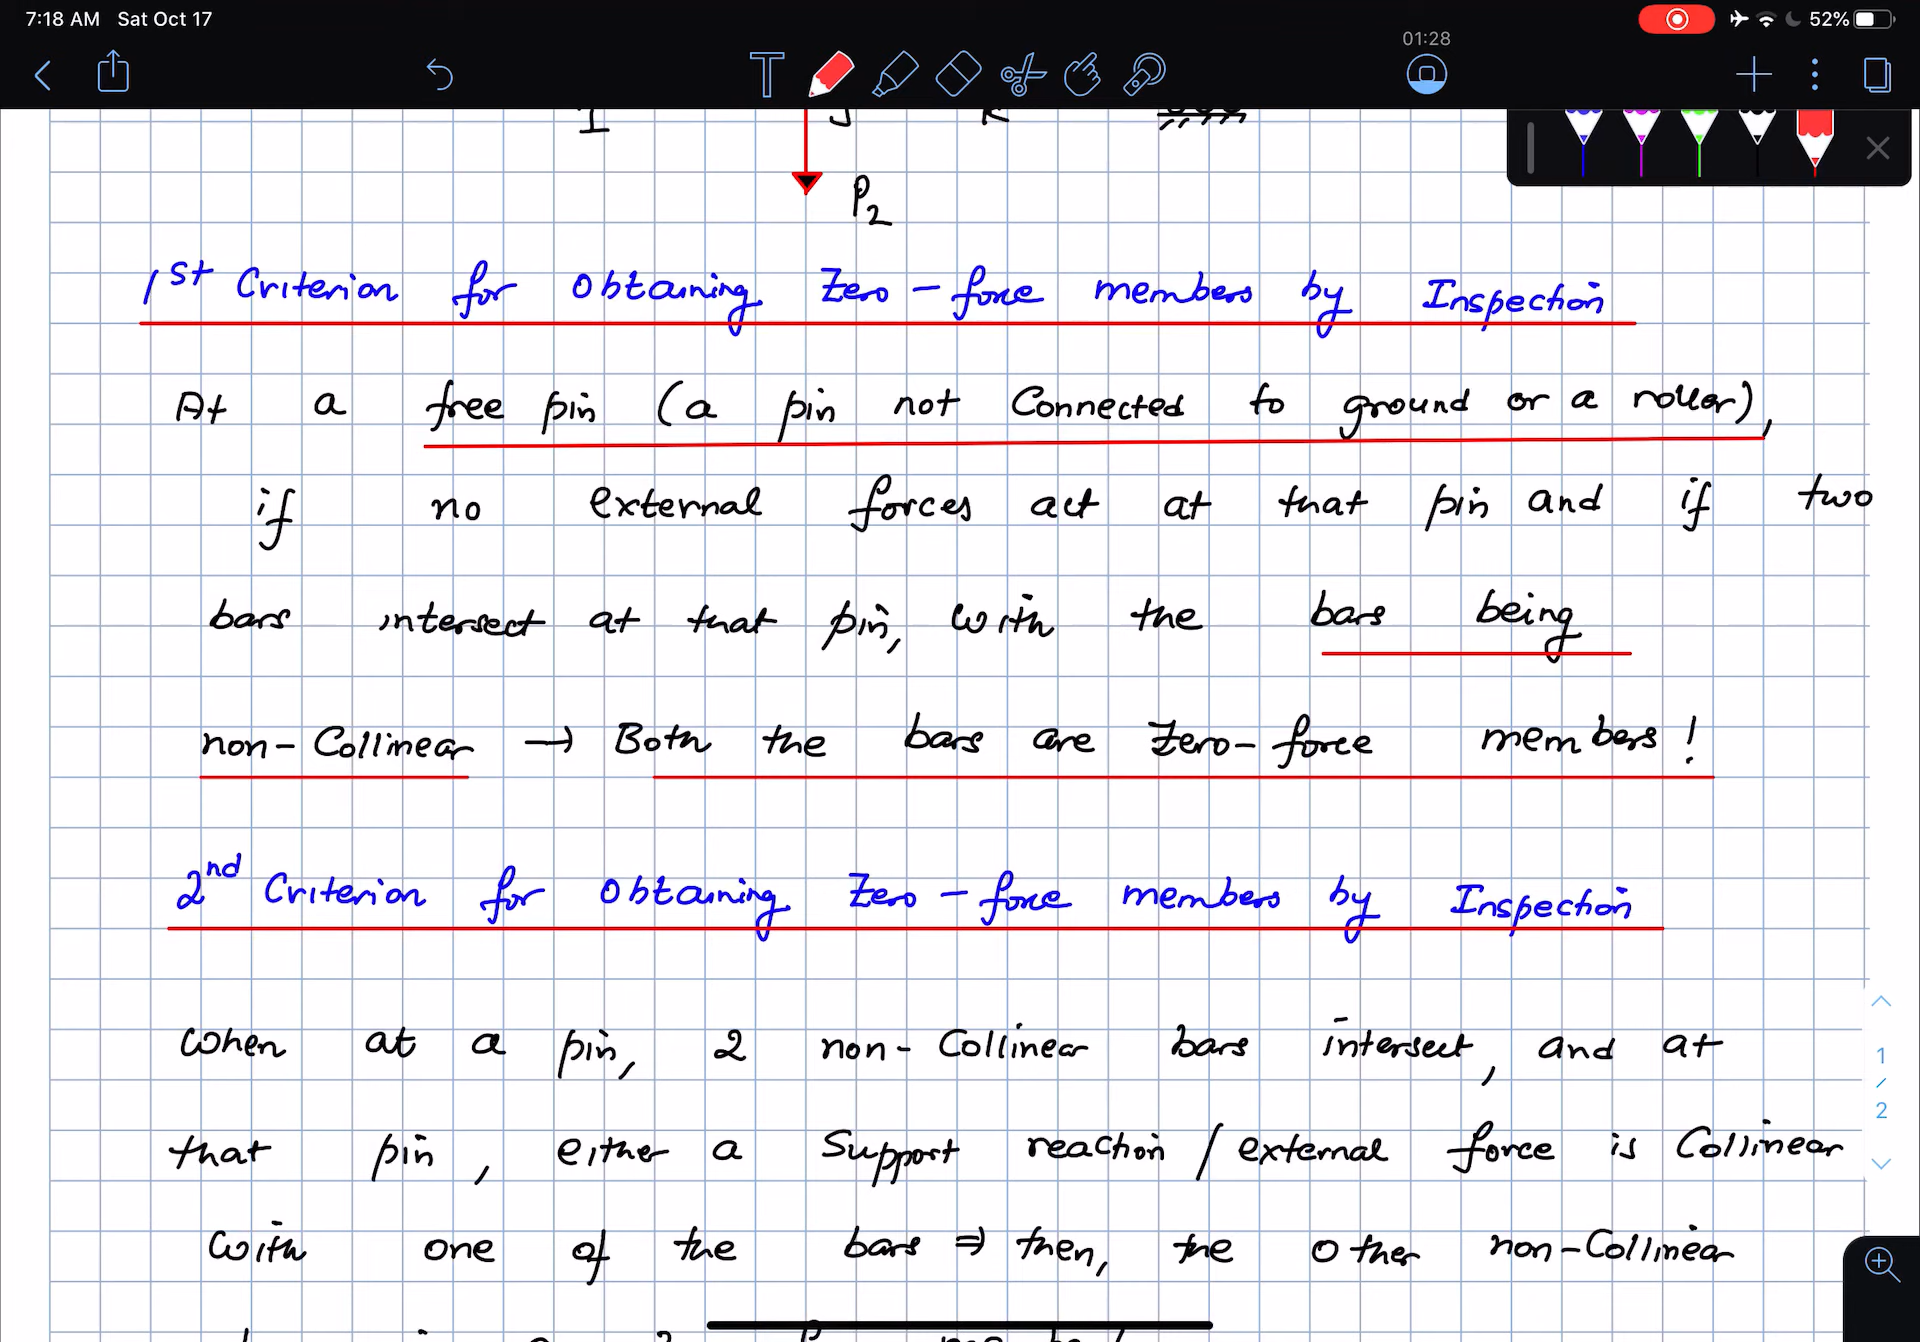 7:18 AM Sat Oct 17
52%
01:28
I J K
P2
1st Criterion for Obtaining Zero-force members by Inspection
At a free pin (a pin not Connected to ground or a roller),
if no external forces act at that pin and if two
bars intersect at that pin, with the bars being
non-Collinear → Both the bars are Zero-force members!
2nd Criterion for Obtaining Zero-force members by Inspection
When at a pin, 2 non-Collinear bars intersect, and at
that pin, either a Support reaction/external force is Collinear
With one of the bars ⇒ then, the other non-Collinear
1
/
2